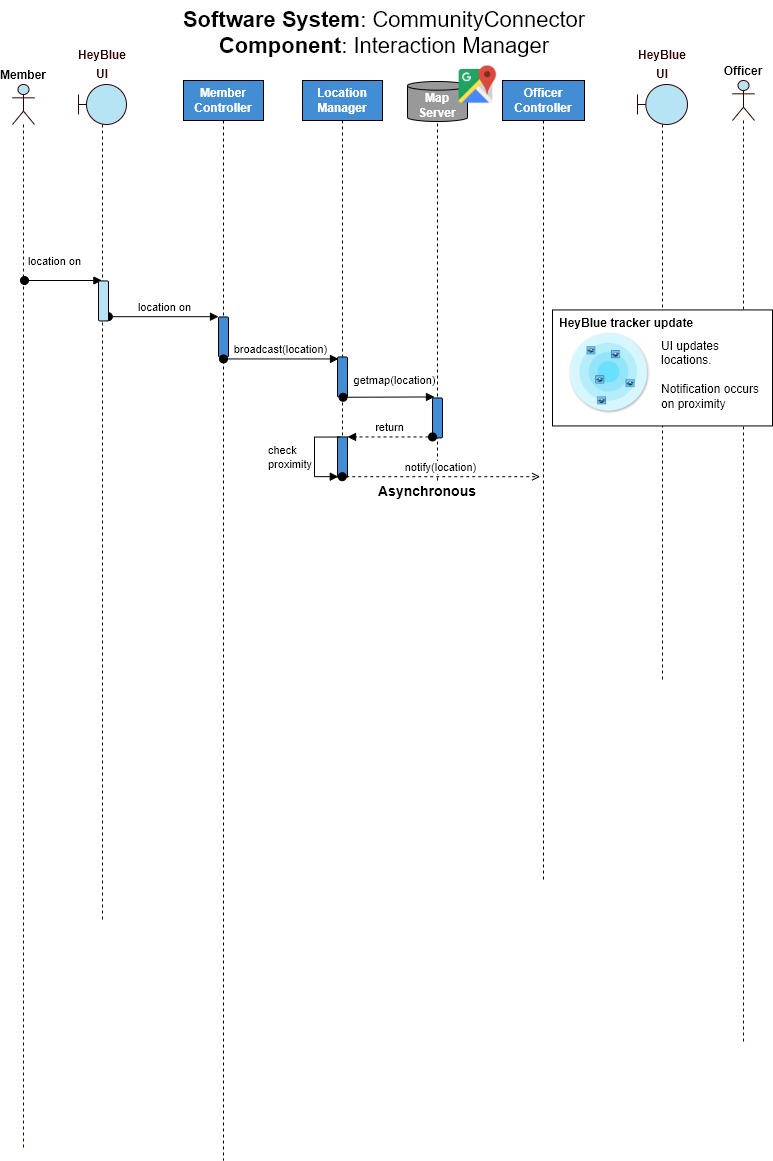 Software System: CommunityConnector
Component: Interaction Manager
Member
HeyBlue
UI
Member
Controller
Location
Manager
G
Map
Server
Officer
Controller
HeyBlue
UI
Officer
location on
location on
broadcast(location)
getmap(location)
return
check
proximity
notify(location)
Asynchronous
HeyBlue tracker update
UI updates
locations.
Notification occurs
on proximity